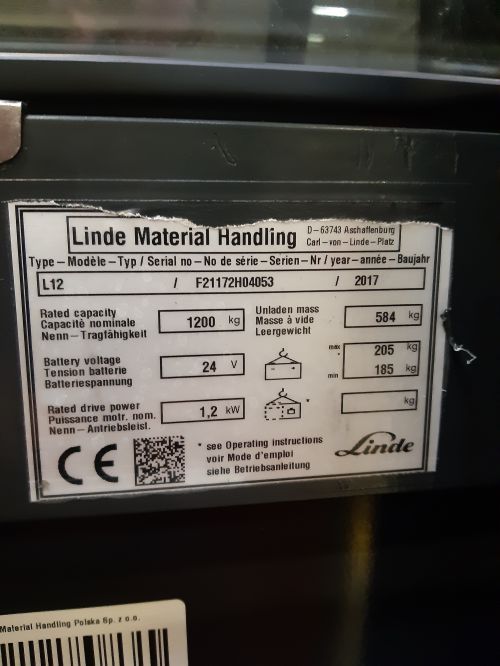 Linde Material Handling
D-63743 Aschaffenburg
Carl-von-Linde-Platz
Type-Modèle-Typ / Serial no-No de série-Serien-Nr / year-année-Baujahr
L12 / F21172H04053 / 2017
Rated capacity
Capacité nominale
Nenn-Tragfähigkeit
1200 kg
Unladen mass
Masse à vide
Leergewicht
584 kg
Battery voltage
Tension batterie
Batteriespannung
24 V
max 205 kg
*
min 185 kg
Rated drive power
Puissance motr. nom.
Nenn-Antriebsleist.
1,2 kW
*
kg
CE
* see Operating instructions
voir Mode d'emploi
siehe Betriebsanleitung
Linde
Material Handling Polska Sp. z o.o.